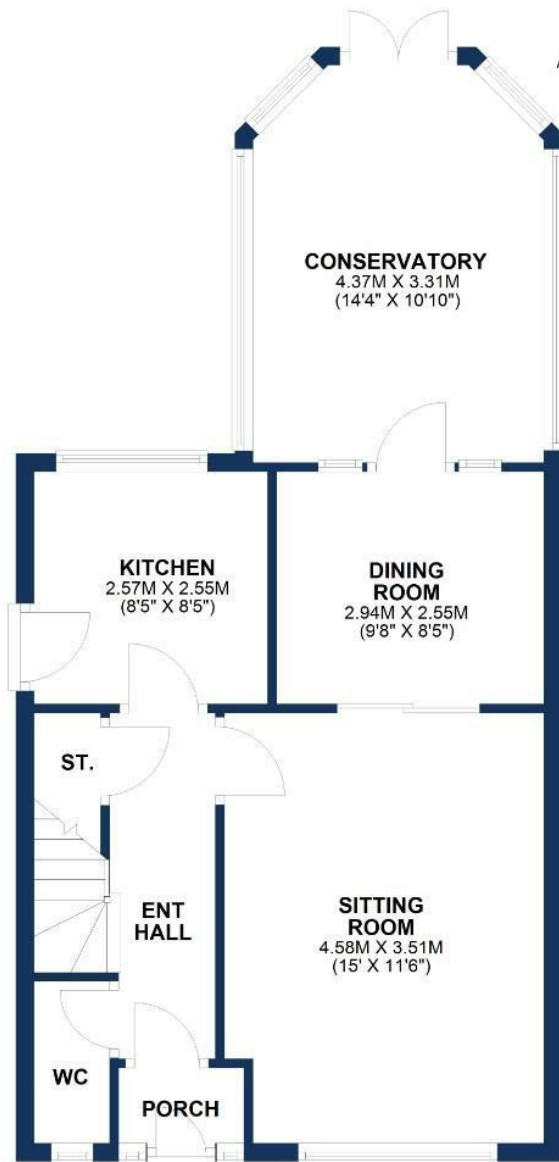 CONSERVATORY
4.37M X 3.31M
(14'4" X 10'10")
KITCHEN
2.57M X 2.55M
(8'5" X 8'5")
DINING
ROOM
2.94M X 2.55M
(9'8" X 8'5")
ST.
ENT
HALL
SITTING
ROOM
4.58M X 3.51M
(15' X 11'6")
WC
PORCH